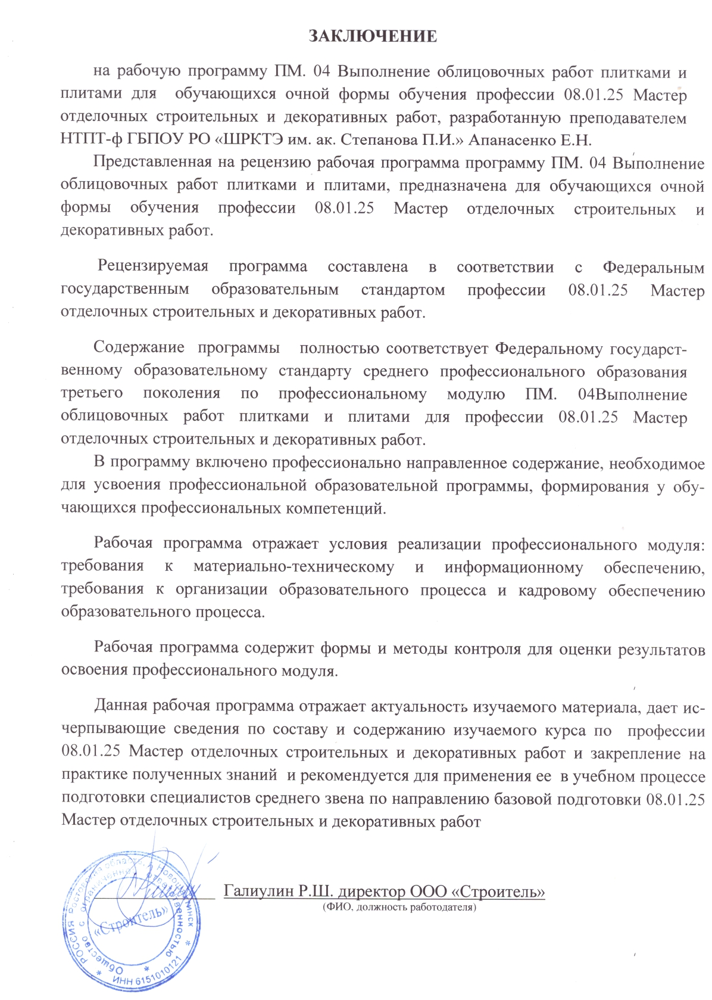 ЗАКЛЮЧЕНИЕ
на рабочую программу ПМ. 04 Выполнение облицовочных работ плитками и
плитами для обучающихся очной формы обучения профессии 08.01.25 Мастер
отделочных строительных и декоративных работ, разработанную преподавателем
НТПТ-ф ГБПОУ РО «ШРКТЭ им. ак. Степанова П.И.» Апанасенко Е.Н.
Представленная на рецензию рабочая программа программу ПМ. 04 Выполнение
облицовочных работ плитками и плитами, предназначена для обучающихся очной
формы обучения профессии 08.01.25 Мастер отделочных строительных и
декоративных работ.
Рецензируемая программа составлена в соответствии с Федеральным
государственным образовательным стандартом профессии 08.01.25 Мастер
отделочных строительных и декоративных работ.
Содержание программы полностью соответствует Федеральному государст-
венному образовательному стандарту среднего профессионального образования
третьего поколения по профессиональному модулю ПМ. 04Выполнение
облицовочных работ плитками и плитами для профессии 08.01.25 Мастер
отделочных строительных и декоративных работ.
В программу включено профессионально направленное содержание, необходимое
для усвоения профессиональной образовательной программы, формирования у обу-
чающихся профессиональных компетенций.
Рабочая программа отражает условия реализации профессионального модуля:
требования к материально-техническому и информационному обеспечению,
требования к организации образовательного процесса и кадровому обеспечению
образовательного процесса.
Рабочая программа содержит формы и методы контроля для оценки результатов
освоения профессионального модуля.
Данная рабочая программа отражает актуальность изучаемого материала, дает ис-
черпывающие сведения по составу и содержанию изучаемого курса по профессии
08.01.25 Мастер отделочных строительных и декоративных работ и закрепление на
практике полученных знаний и рекомендуется для применения ее в учебном процессе
подготовки специалистов среднего звена по направлению базовой подготовки 08.01.25
Мастер отделочных строительных и декоративных работ
Галиулин Р.Ш. директор ООО «Строитель»
(ФИО, должность работодателя)
РОССИЯ Ростовская область, г. Новошахтинск
Общество с ограниченной ответственностью
«Строитель»
* ИНН 6151010121 *